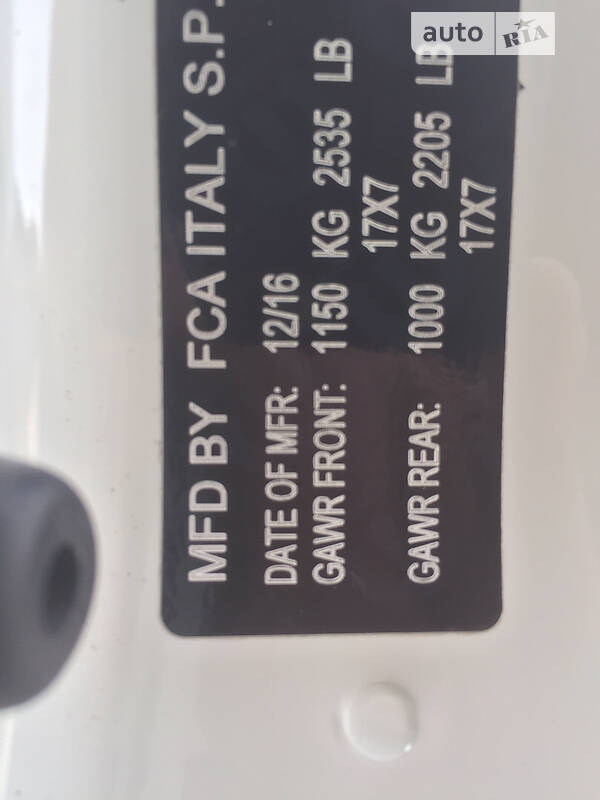 MFD BY FCA ITALY S.P.
DATE OF MFR: 12/16
GAWR FRONT: 1150 KG 2535 LB
17X7
GAWR REAR: 1000 KG 2205 LB
17X7
auto RIA